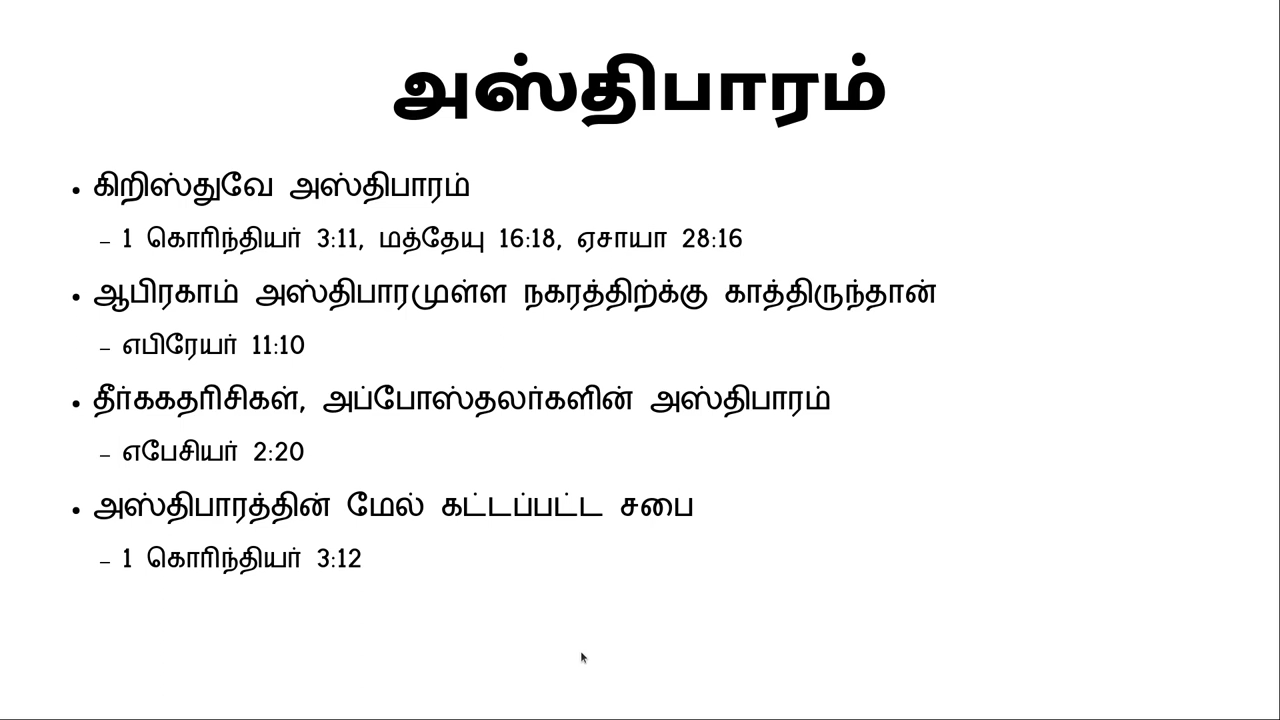 அஸ்திபாரம்
• கிறிஸ்துவே அஸ்திபாரம்
– 1 கொரிந்தியர் 3:11, மத்தேயு 16:18, ஏசாயா 28:16
• ஆபிரகாம் அஸ்திபாரமுள்ள நகரத்திற்க்கு காத்திருந்தான்
– எபிரேயர் 11:10
• தீர்ககதரிசிகள், அப்போஸ்தலர்களின் அஸ்திபாரம்
– எபேசியர் 2:20
• அஸ்திபாரத்தின் மேல் கட்டப்பட்ட சபை
– 1 கொரிந்தியர் 3:12